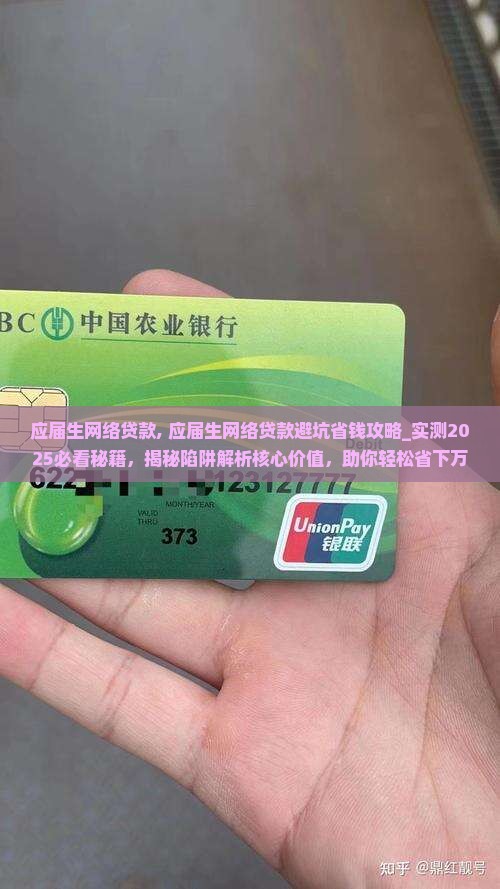 BC 中国农业银行
应届生网络贷款, 应届生网络贷款避坑省钱攻略_实测20
25必看秘籍，揭秘陷阱解析核心价值，助你轻松省下万
Debit
622 123127777
MONTH/YEAR
VALID
THRU
373
UnionPay
银联
知乎 @鼎红靓号